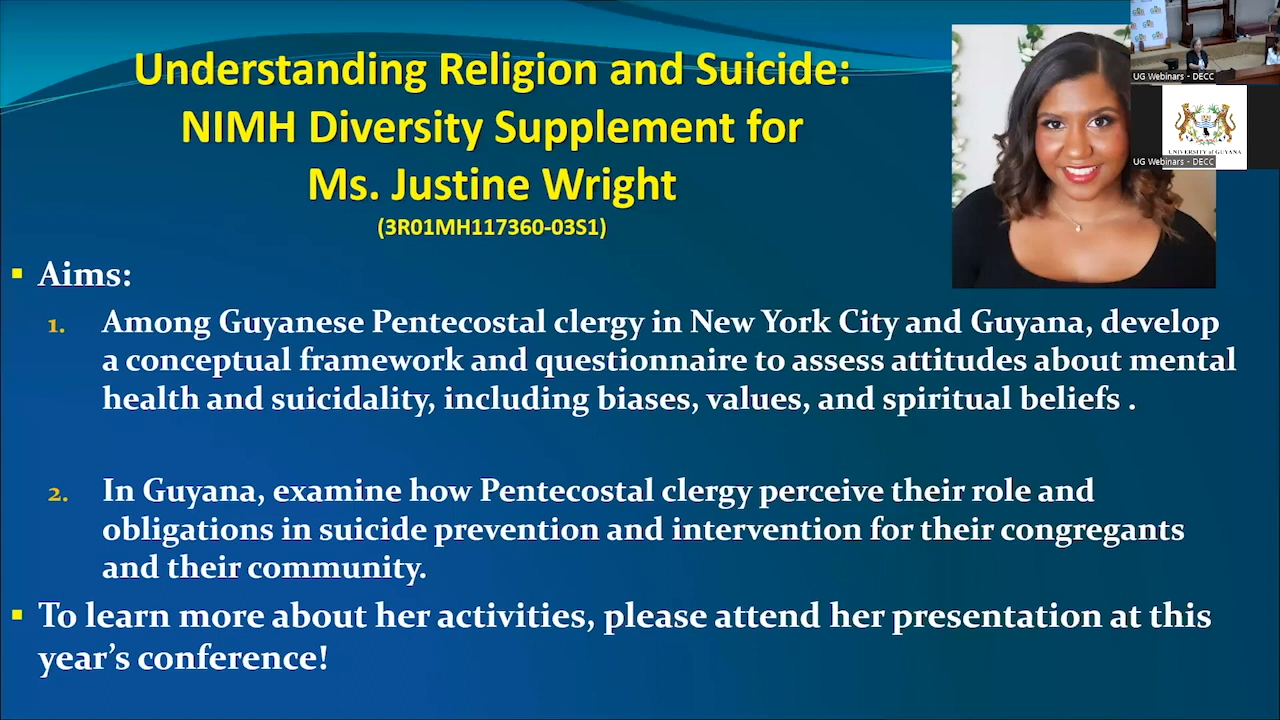 Understanding Religion and Suicide:
NIMH Diversity Supplement for
Ms. Justine Wright
(3R01MH117360-03S1)
UG Webinars - DECC
UNIVERSITY of GUYANA
UG Webinars - DECC
▪ Aims:
1. Among Guyanese Pentecostal clergy in New York City and Guyana, develop
a conceptual framework and questionnaire to assess attitudes about mental
health and suicidality, including biases, values, and spiritual beliefs .
2. In Guyana, examine how Pentecostal clergy perceive their role and
obligations in suicide prevention and intervention for their congregants
and their community.
▪ To learn more about her activities, please attend her presentation at this
year's conference!